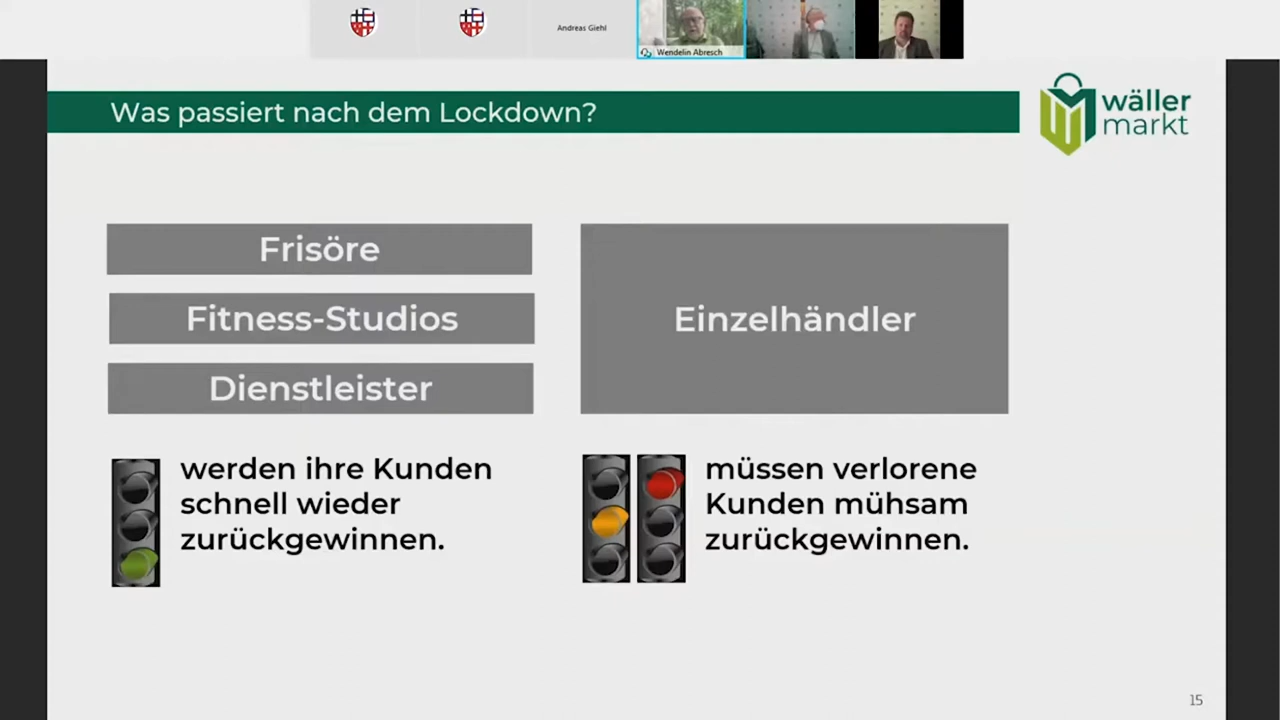 Andreas Giehl
Wendelin Abresch
Was passiert nach dem Lockdown?
wäller
markt
Frisöre
Fitness-Studios
Dienstleister
Einzelhändler
werden ihre Kunden
schnell wieder
zurückgewinnen.
müssen verlorene
Kunden mühsam
zurückgewinnen.
15